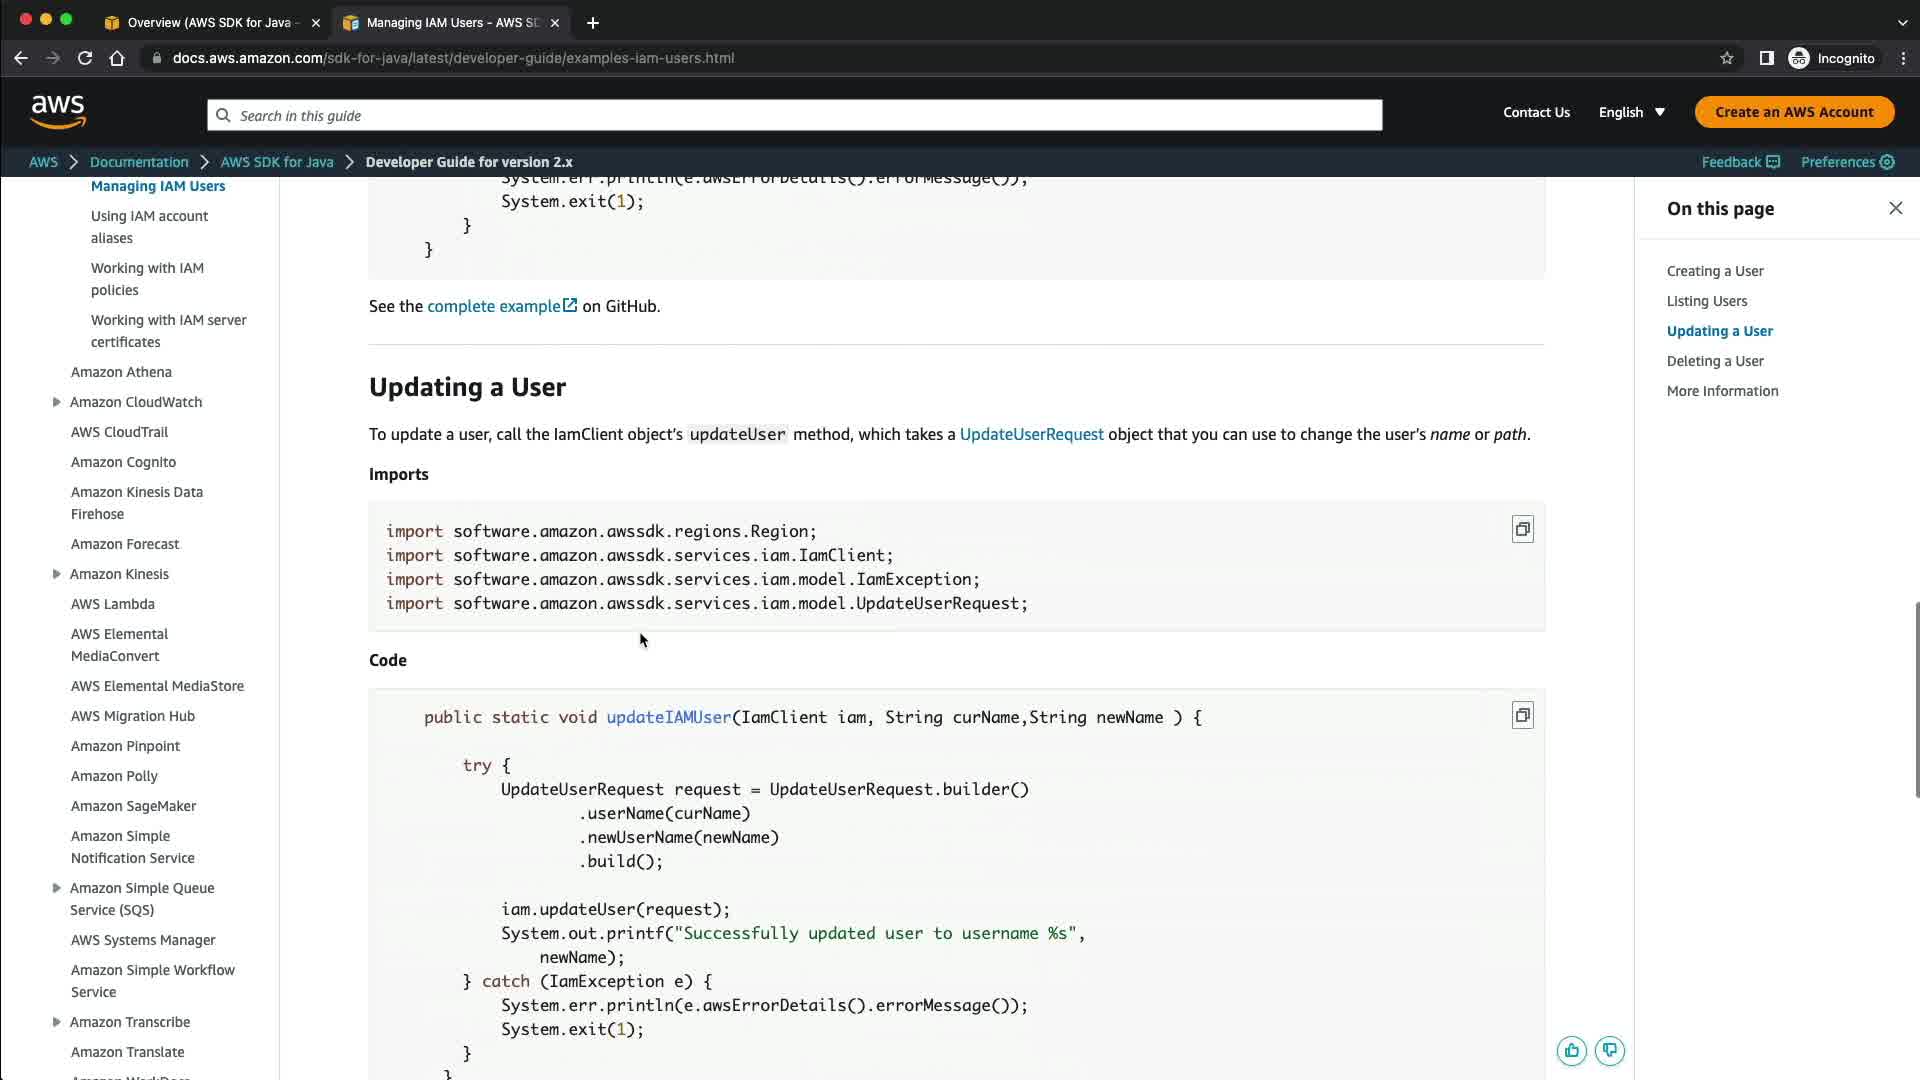 Overview (AWS SDK for Java -
Managing IAM Users - AWS SD
docs.aws.amazon.com/sdk-for-java/latest/developer-guide/examples-iam-users.html
Incognito
aws
Search in this guide
Contact Us
English
Create an AWS Account
AWS
Documentation
AWS SDK for Java
Developer Guide for version 2.x
Feedback
Preferences
Managing IAM Users
Using IAM account
aliases
Working with IAM
policies
Working with IAM server
certificates
Amazon Athena
Amazon CloudWatch
AWS CloudTrail
Amazon Cognito
Amazon Kinesis Data
Firehose
Amazon Forecast
Amazon Kinesis
AWS Lambda
AWS Elemental
MediaConvert
AWS Elemental MediaStore
AWS Migration Hub
Amazon Pinpoint
Amazon Polly
Amazon SageMaker
Amazon Simple
Notification Service
Amazon Simple Queue
Service (SQS)
AWS Systems Manager
Amazon Simple Workflow
Service
Amazon Transcribe
Amazon Translate
Amazon WorkDocs
System.err.println(e.awsErrorDetails().errorMessage());
System.exit(1);
}
}
See the complete example on GitHub.
Updating a User
To update a user, call the IamClient object's updateUser method, which takes a UpdateUserRequest object that you can use to change the user's name or path.
Imports
import software.amazon.awssdk.regions.Region;
import software.amazon.awssdk.services.iam.IamClient;
import software.amazon.awssdk.services.iam.model.IamException;
import software.amazon.awssdk.services.iam.model.UpdateUserRequest;
Code
public static void updateIAMUser(IamClient iam, String curName,String newName ) {
try {
UpdateUserRequest request = UpdateUserRequest.builder()
.userName(curName)
.newUserName(newName)
.build();
iam.updateUser(request);
System.out.printf("Successfully updated user to username %s",
newName);
} catch (IamException e) {
System.err.println(e.awsErrorDetails().errorMessage());
System.exit(1);
}
}
On this page
Creating a User
Listing Users
Updating a User
Deleting a User
More Information